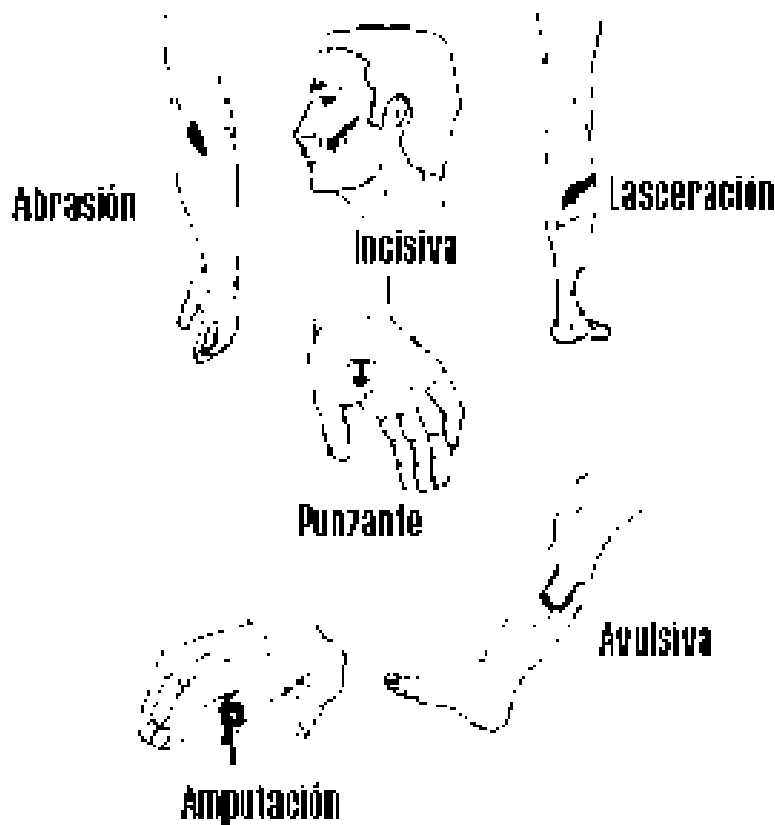 Abrasión
Incisiva
Lasceración
Punzante
Avulsiva
Amputación